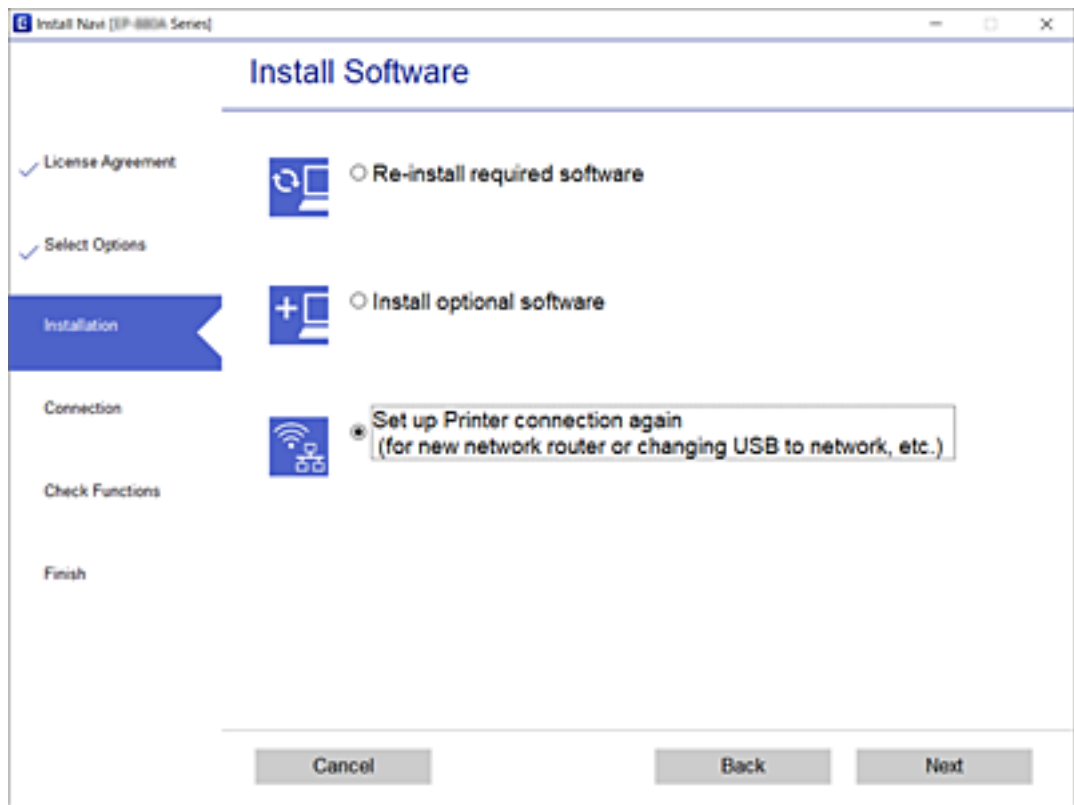 Install Navi [EP-880A Series]
Install Software
License Agreement
Select Options
Installation
Connection
Check Functions
Finish
Re-install required software
Install optional software
Set up Printer connection again
(for new network router or changing USB to network, etc.)
Cancel
Back
Next